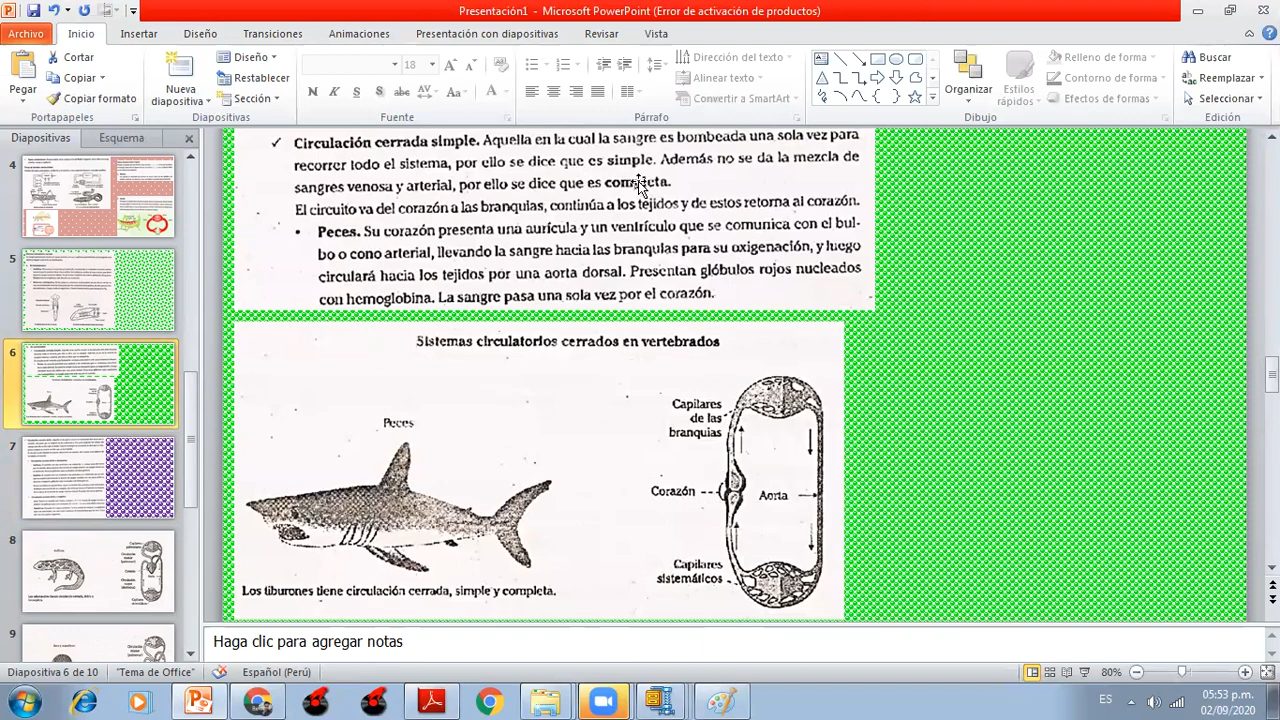 Presentación1 - Microsoft PowerPoint (Error de activación de productos)
Archivo Inicio Insertar Diseño Transiciones Animaciones Presentación con diapositivas Revisar Vista
Pegar
Cortar
Copiar
Copiar formato
Portapapeles
Nueva diapositiva
Diseño
Restablecer
Sección
Diapositivas
18
N K S S abc AV Aa A
Fuente
Párrafo
Dirección del texto
Alinear texto
Convertir a SmartArt
Organizar
Estilos rápidos
Relleno de forma
Contorno de forma
Efectos de formas
Dibujo
Buscar
Reemplazar
Seleccionar
Edición
Diapositivas Esquema
4
5
6
7
8
9
✓ Circulación cerrada simple. Aquella en la cual la sangre es bombeada una sola vez para
recorrer todo el sistema, por ello se dice que es simple. Además no se da la mezcla de
sangres venosa y arterial, por ello se dice que es completa.
El circuito va del corazón a las branquias, continúa a los tejidos y de estos retorna al corazón.
• Peces. Su corazón presenta una aurícula y un ventrículo que se comunica con el bul-
bo o cono arterial, llevando la sangre hacia las branquias para su oxigenación, y luego
circulará hacia los tejidos por una aorta dorsal. Presentan glóbulos rojos nucleados
con hemoglobina. La sangre pasa una sola vez por el corazón.
Sistemas circulatorios cerrados en vertebrados
Peces
Capilares
de las
branquias
Corazón
Aorta
Capilares
sistemáticos
Los tiburones tiene circulación cerrada, simple y completa.
Haga clic para agregar notas
Diapositiva 6 de 10 "Tema de Office" Español (Perú) 80%
ES 05:53 p.m.
02/09/2020